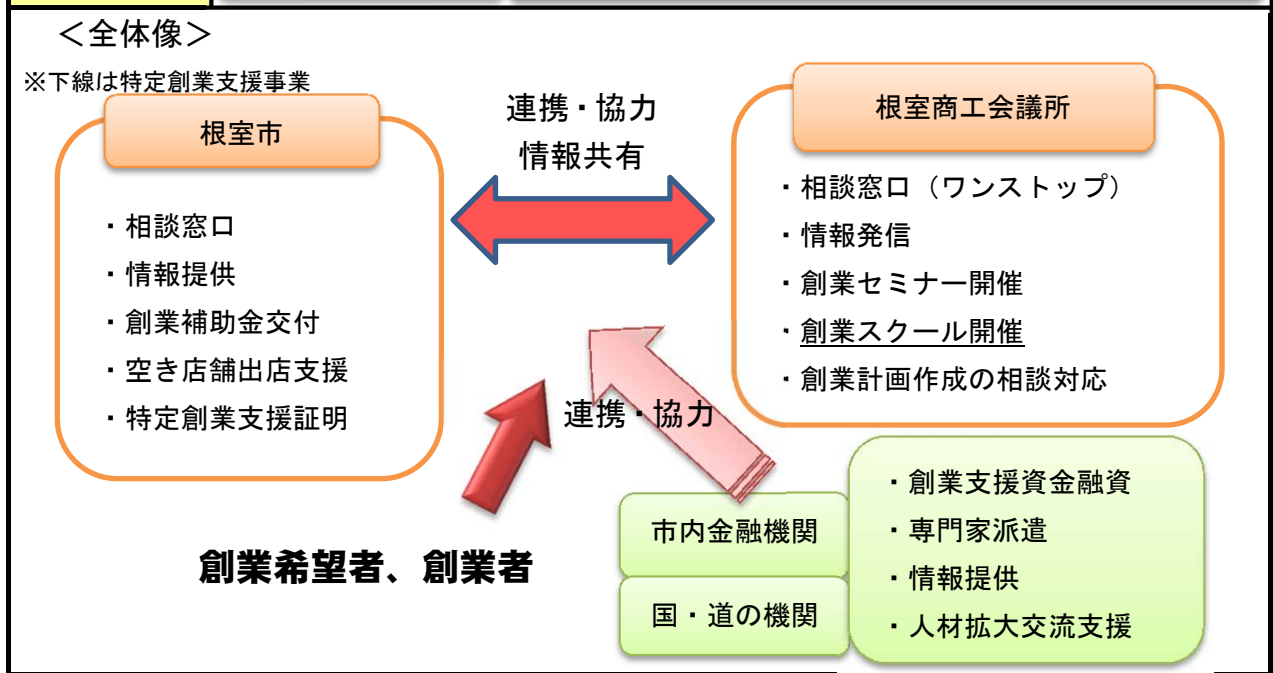 ＜全体像＞
※下線は特定創業支援事業
根室市
・相談窓口
・情報提供
・創業補助金交付
・空き店舗出店支援
・特定創業支援証明
連携・協力
情報共有
根室商工会議所
・相談窓口（ワンストップ）
・情報発信
・創業セミナー開催
・創業スクール開催
・創業計画作成の相談対応
連携・協力
創業希望者、創業者
市内金融機関
国・道の機関
・創業支援資金融資
・専門家派遣
・情報提供
・人材拡大交流支援